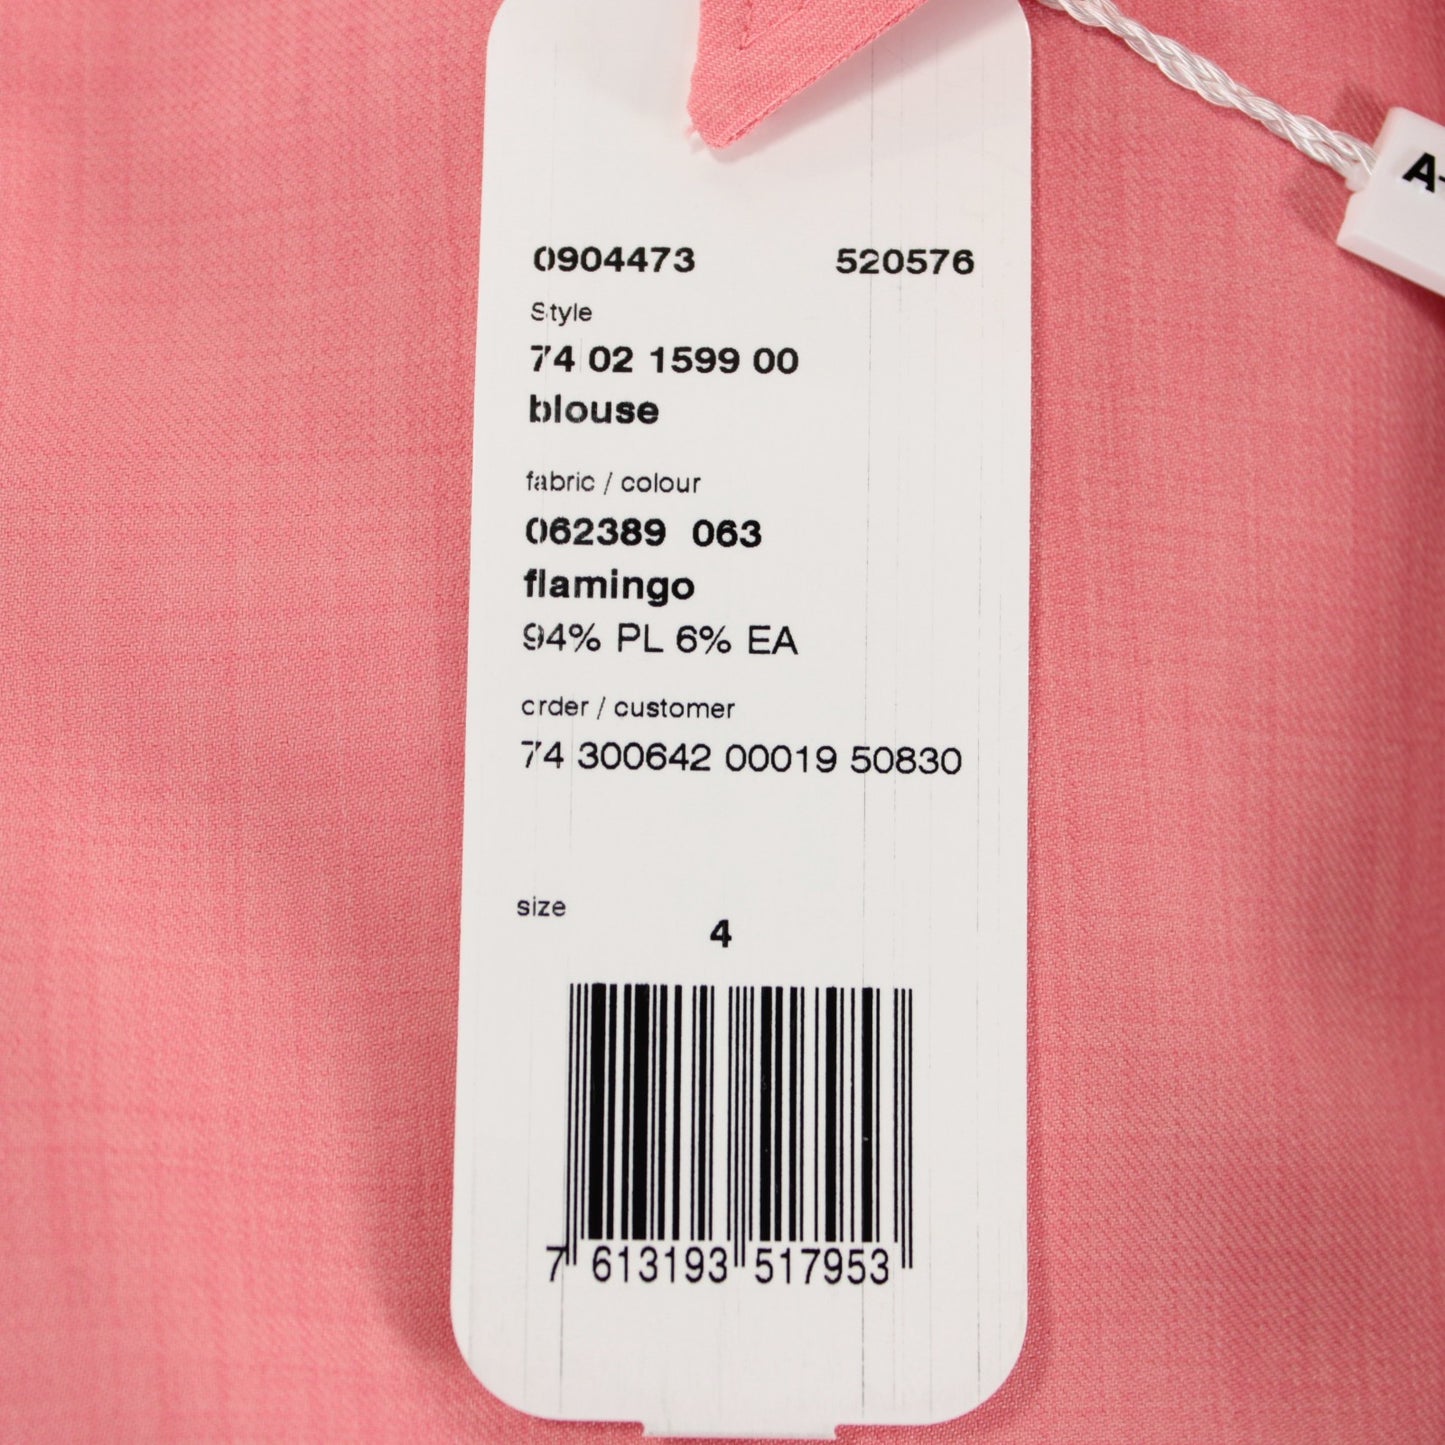 0904473 520576
Style
74 02 1599 00
blouse
fabric / colour
062389 063
flamingo
94% PL 6% EA
order / customer
74 300642 00019 50830
size
4
7 613193 517953
A-